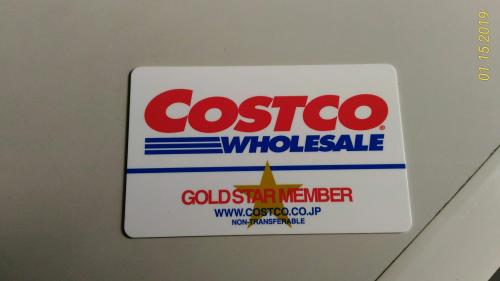 01 15 2019
COSTCO®
WHOLESALE
GOLD STAR MEMBER
WWW.COSTCO.CO.JP
NON-TRANSFERABLE